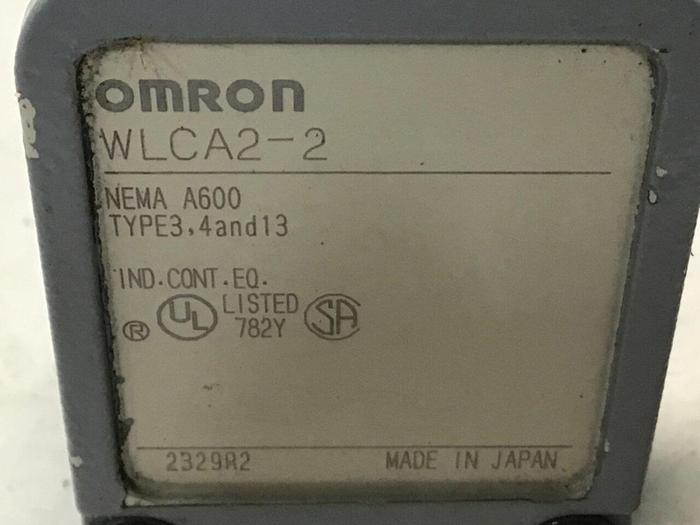 OMRON
WLCA2-2
NEMA A600
TYPE3,4and13
IND.CONT.EQ.
® UL LISTED SA
782Y
2329R2 MADE IN JAPAN